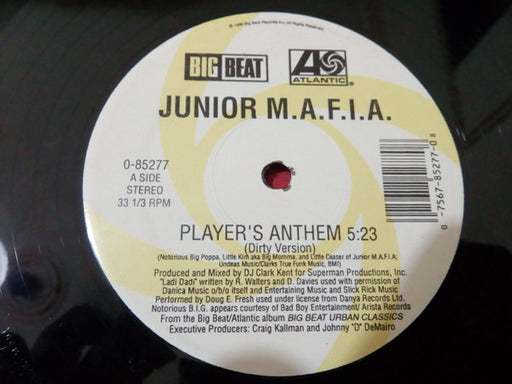 ℗ © 1998 Big Beat Records Inc. All Rights Reserved.
BIG BEAT
ATLANTIC
JUNIOR M.A.F.I.A.
0-85277
A SIDE
STEREO
33 1/3 RPM
0 -7567-85277-0 8
PLAYER'S ANTHEM 5:23
(Dirty Version)
(Notorious Big Poppa, Little Kim aka Big Momma, and Little Ceaser of Junior M.A.F.I.A;
Undeas Music/Clarks True Funk Music, BMI)
Produced and Mixed by DJ Clark Kent for Superman Productions, Inc.
"Ladi Dadi" written by R. Walters and D. Davies used with permission of
Danica Music o/b/o itself and Entertaining Music and Slick Rick Music
Performed by Doug E. Fresh used under license from Danya Records Ltd.
Notorious B.I.G. appears courtesy of Bad Boy Entertainment/ Arista Records
From the Big Beat/Atlantic album BIG BEAT URBAN CLASSICS
Executive Producers: Craig Kallman and Johnny "D" DeMairo